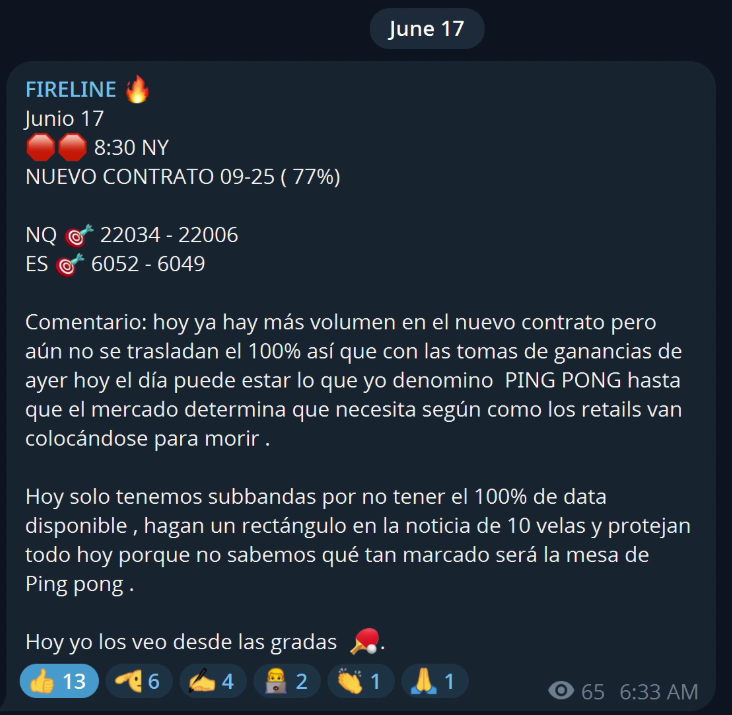 June 17
FIRELINE 🔥
Junio 17
🛑🛑 8:30 NY
NUEVO CONTRATO 09-25 ( 77%)
NQ 🎯 22034 - 22006
ES 🎯 6052 - 6049
Comentario: hoy ya hay más volumen en el nuevo contrato pero
aún no se trasladan el 100% así que con las tomas de ganancias de
ayer hoy el día puede estar lo que yo denomino  PING PONG hasta
que el mercado determina que necesita según como los retails van
colocándose para morir .
Hoy solo tenemos subbandas por no tener el 100% de data
disponible , hagan un rectángulo en la noticia de 10 velas y protejan
todo hoy porque no sabemos qué tan marcado será la mesa de
Ping pong .
Hoy yo los veo desde las gradas  🏓.
👍 13 🫱 6 ✍️ 4 👨‍💻 2 👏 1 🙏 1 65 6:33 AM